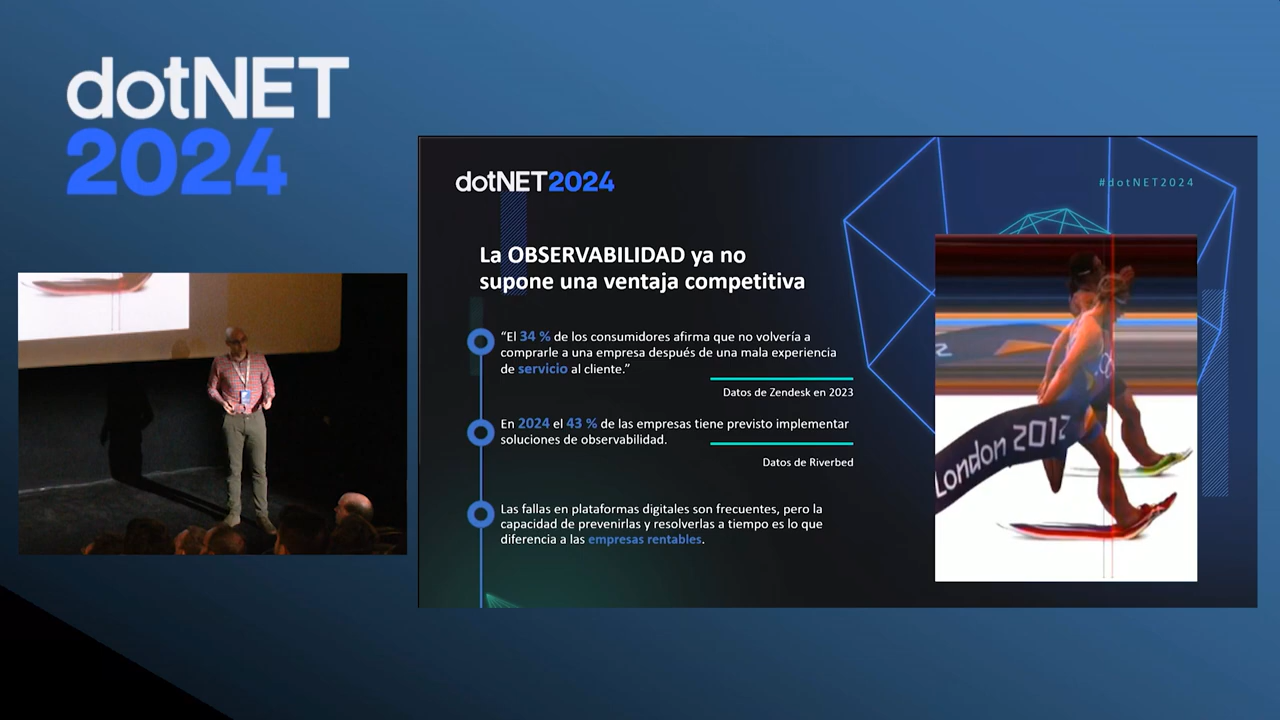 dotNET
2024
dotNET2024
#dotNET2024
La OBSERVABILIDAD ya no
supone una ventaja competitiva
“El 34 % de los consumidores afirma que no volvería a
comprarle a una empresa después de una mala experiencia
de servicio al cliente.”
Datos de Zendesk en 2023
En 2024 el 43 % de las empresas tiene previsto implementar
soluciones de observabilidad.
Datos de Riverbed
Las fallas en plataformas digitales son frecuentes, pero la
capacidad de prevenirlas y resolverlas a tiempo es lo que
diferencia a las empresas rentables.
London 2012